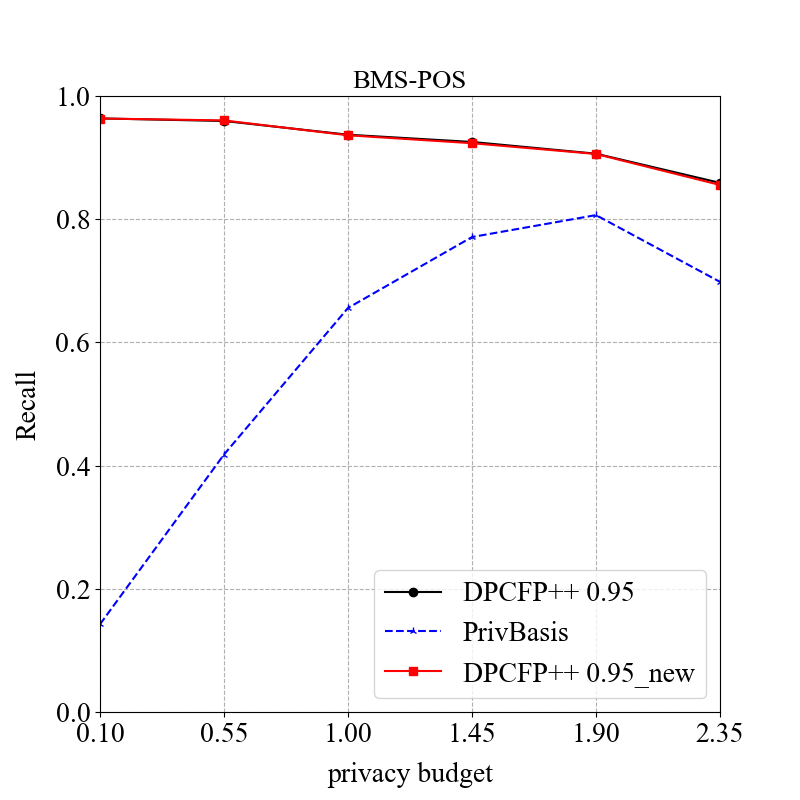 BMS-POS
1.0
0.8
0.6
0.4
0.2
0.0
Recall
DPCFP++ 0.95
PrivBasis
DPCFP++ 0.95_new
0.10 0.55 1.00 1.45 1.90 2.35
privacy budget